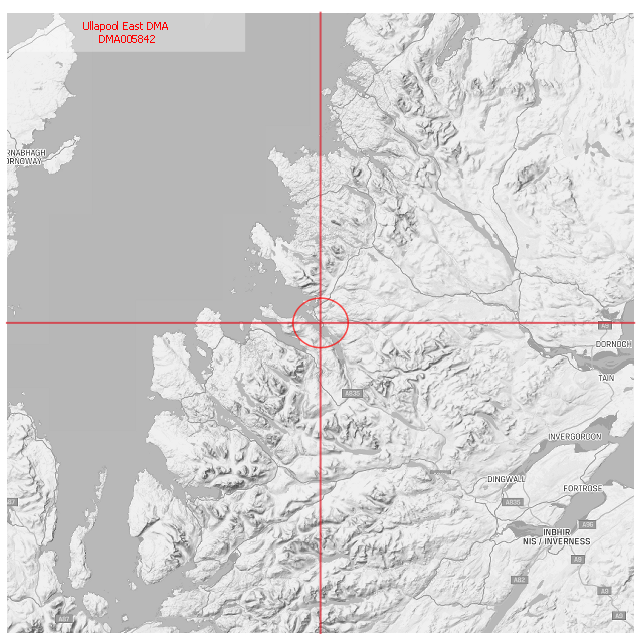 Ullapool East DMA
DMA005842
RNABHAGH
ORNOWAY
A9
DORNOCH
TAIN
A835
INVERGORDON
DINGWALL
FORTROSE
A835
A96
INBHIR
NIS / INVERNESS
A9
A82
A9
A9
A87